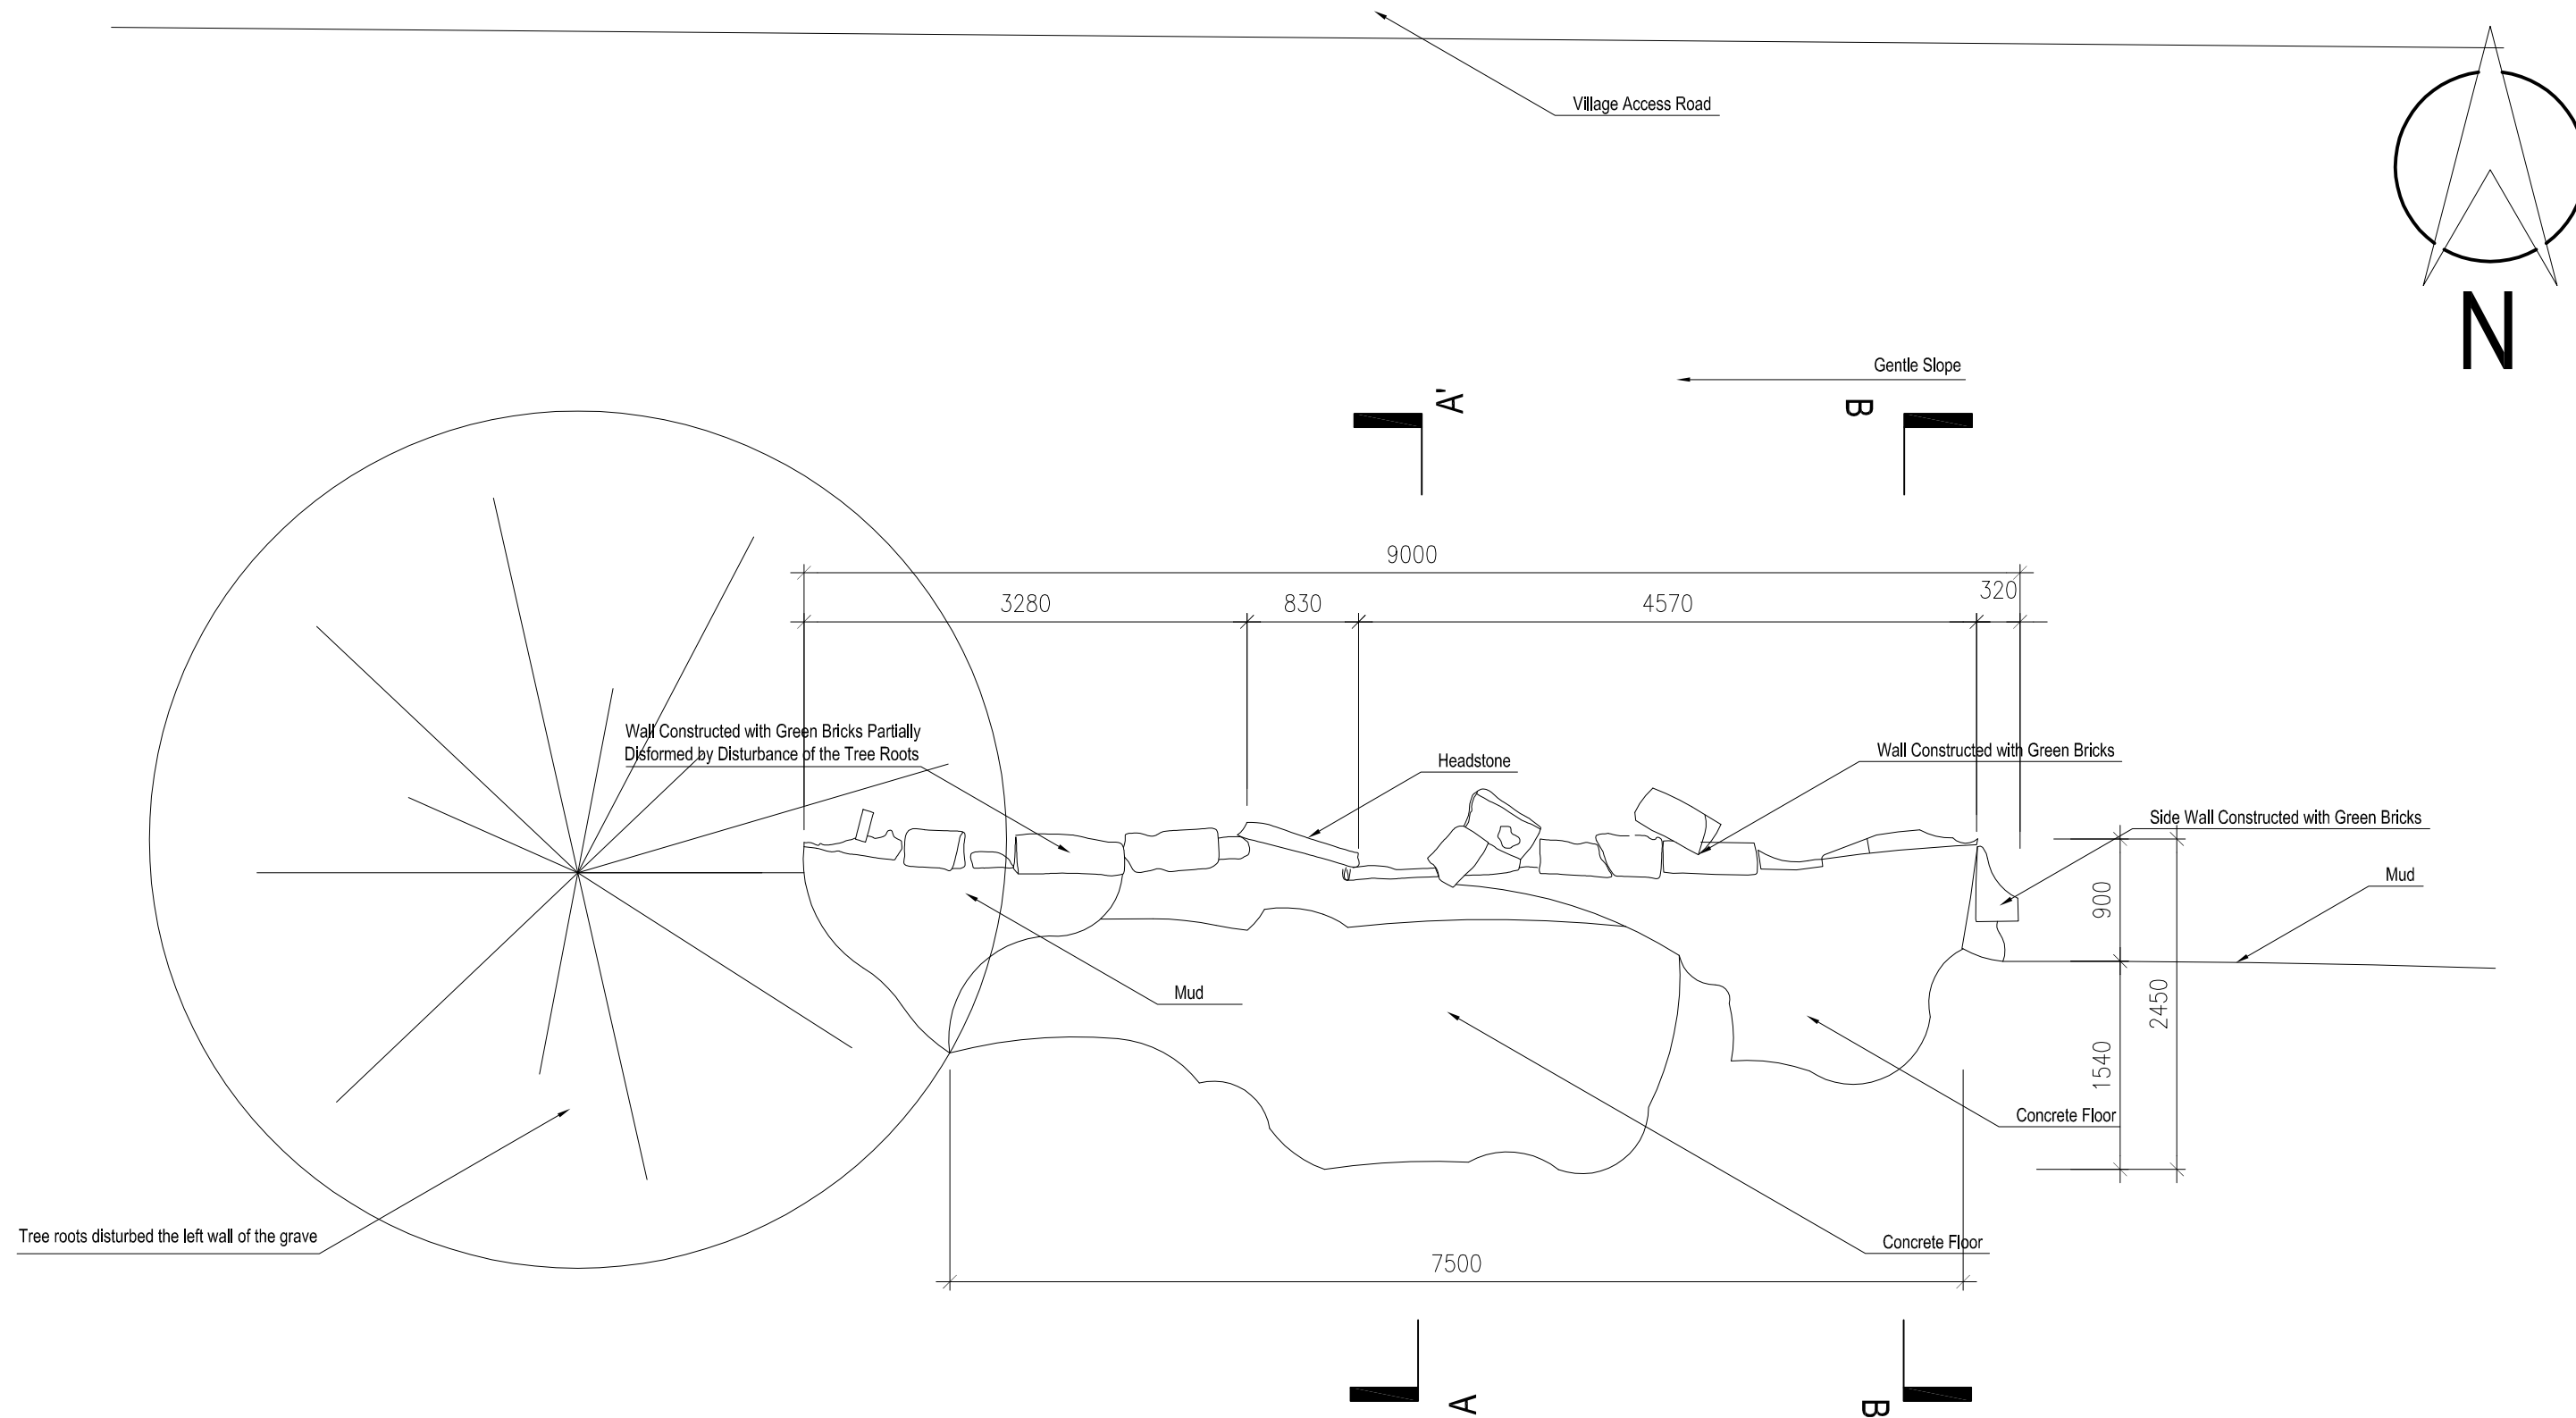 Village Access Road
N
Gentle Slope
A'
B
9000
3280
830
4570
320
Wall Constructed with Green Bricks Partially
Disformed by Disturbance of the Tree Roots
Headstone
Wall Constructed with Green Bricks
Side Wall Constructed with Green Bricks
Mud
900
2450
1540
Mud
Concrete Floor
Concrete Floor
Tree roots disturbed the left wall of the grave
7500
A
B